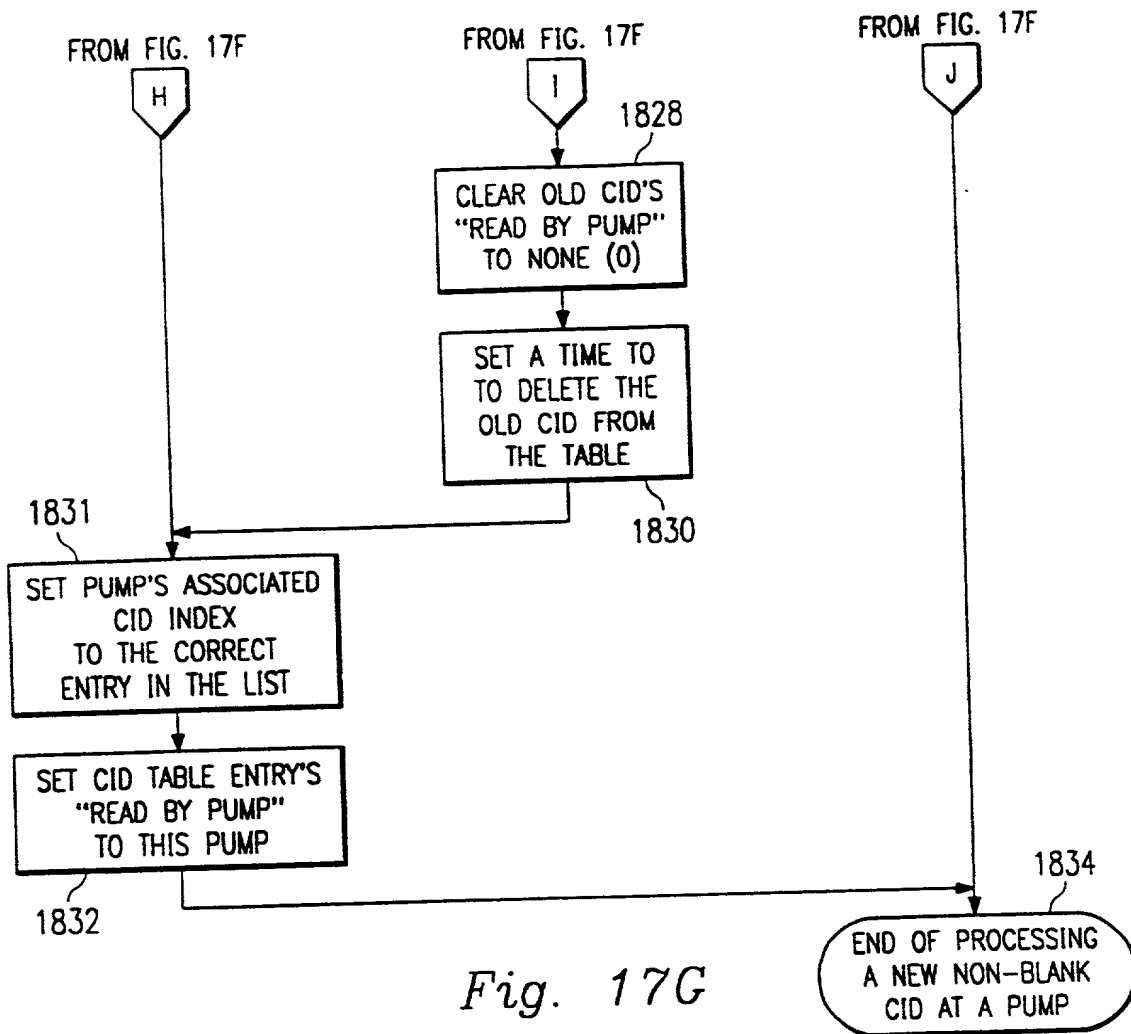 FROM FIG. 17F
H
FROM FIG. 17F
I
FROM FIG. 17F
J
1828
CLEAR OLD CID'S
"READ BY PUMP"
TO NONE (0)
SET A TIME TO
TO DELETE THE
OLD CID FROM
THE TABLE
1830
1831
SET PUMP'S ASSOCIATED
CID INDEX
TO THE CORRECT
ENTRY IN THE LIST
SET CID TABLE ENTRY'S
"READ BY PUMP"
TO THIS PUMP
1832
1834
END OF PROCESSING
A NEW NON-BLANK
CID AT A PUMP
Fig. 17G